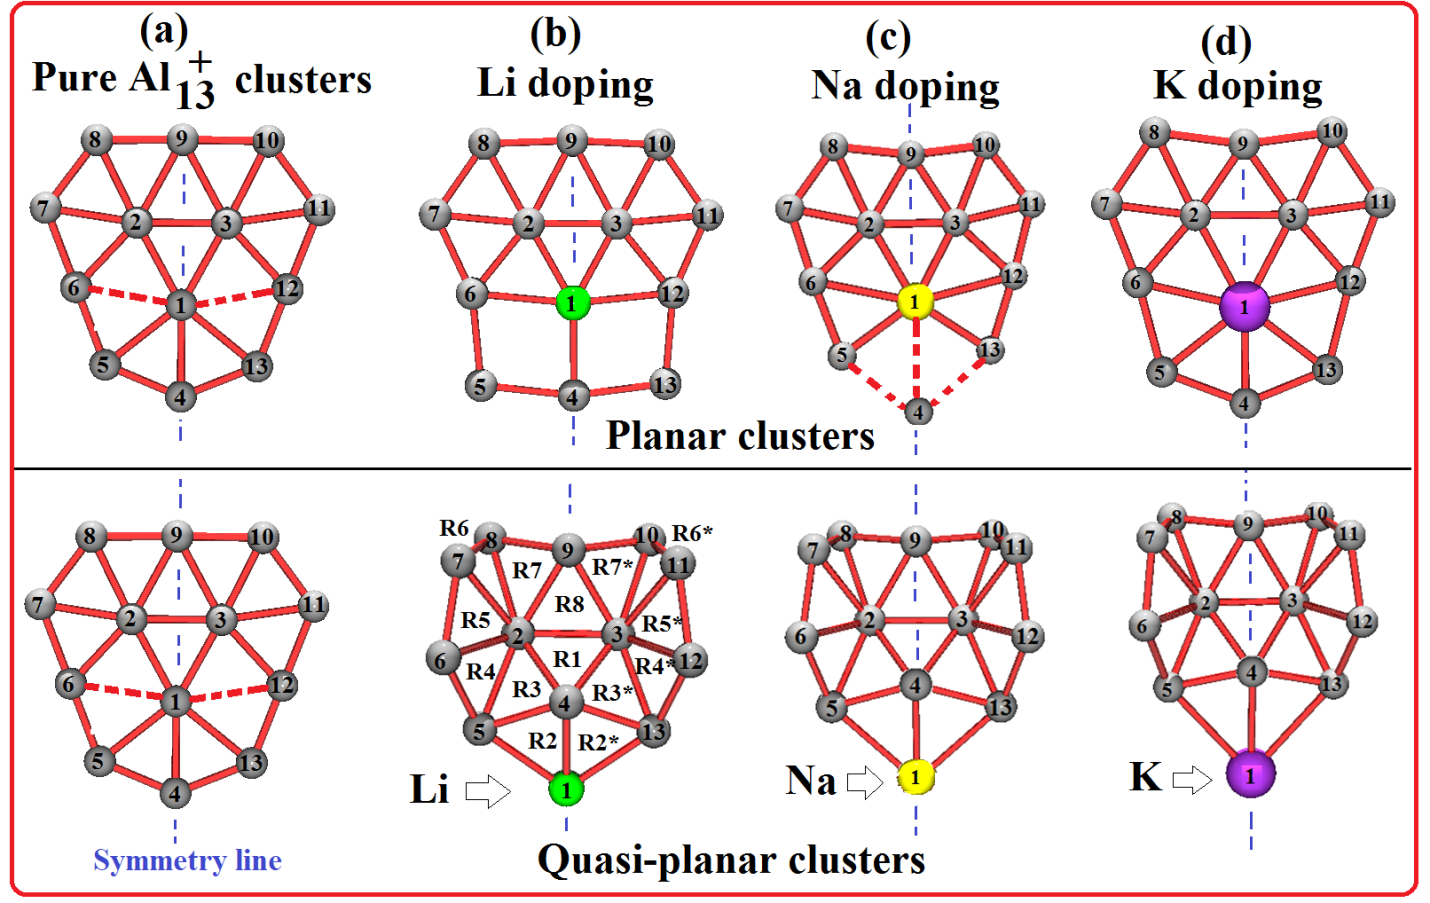 (a)
Pure Al13+ clusters
(b)
Li doping
(c)
Na doping
(d)
K doping
8 9 10
7 2 3 11
6 1 12
5 13
4
8 9 10
7 2 3 11
6 1 12
5 4 13
8 9 10
7 2 3 11
6 1 12
5 13
4
8 9 10
7 2 3 11
6 1 12
5 13
4
Planar clusters
8 9 10
7 2 3 11
6 1 12
5 13
4
Symmetry line
R6 8 9 10 R6*
7 R7 R7* 11
R5 R8 R5*
2 3
6 R4 R1 R4* 12
R3 4 R3*
5 R2 R2* 13
Li 1
8 9 10
7 11
6 2 3 12
5 4 13
Na 1
8 9 10
7 11
6 2 3 12
5 4 13
K 1
Quasi-planar clusters